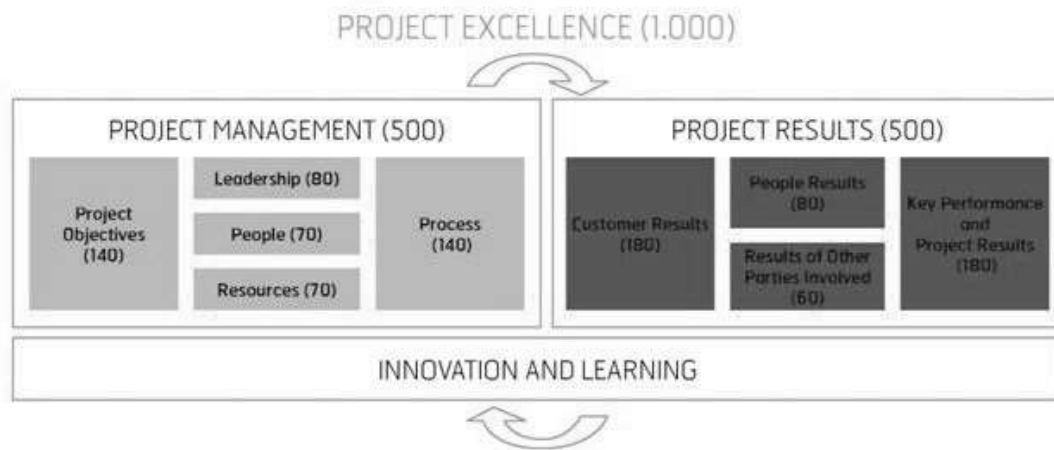 PROJECT EXCELLENCE (1.000)
PROJECT MANAGEMENT (500)
Project
Objectives
(140)
Leadership (80)
People (70)
Resources (70)
Process
(140)
PROJECT RESULTS (500)
Customer Results
(180)
People Results
(80)
Results of Other
Parties Involved
(60)
Key Performance
and
Project Results
(180)
INNOVATION AND LEARNING